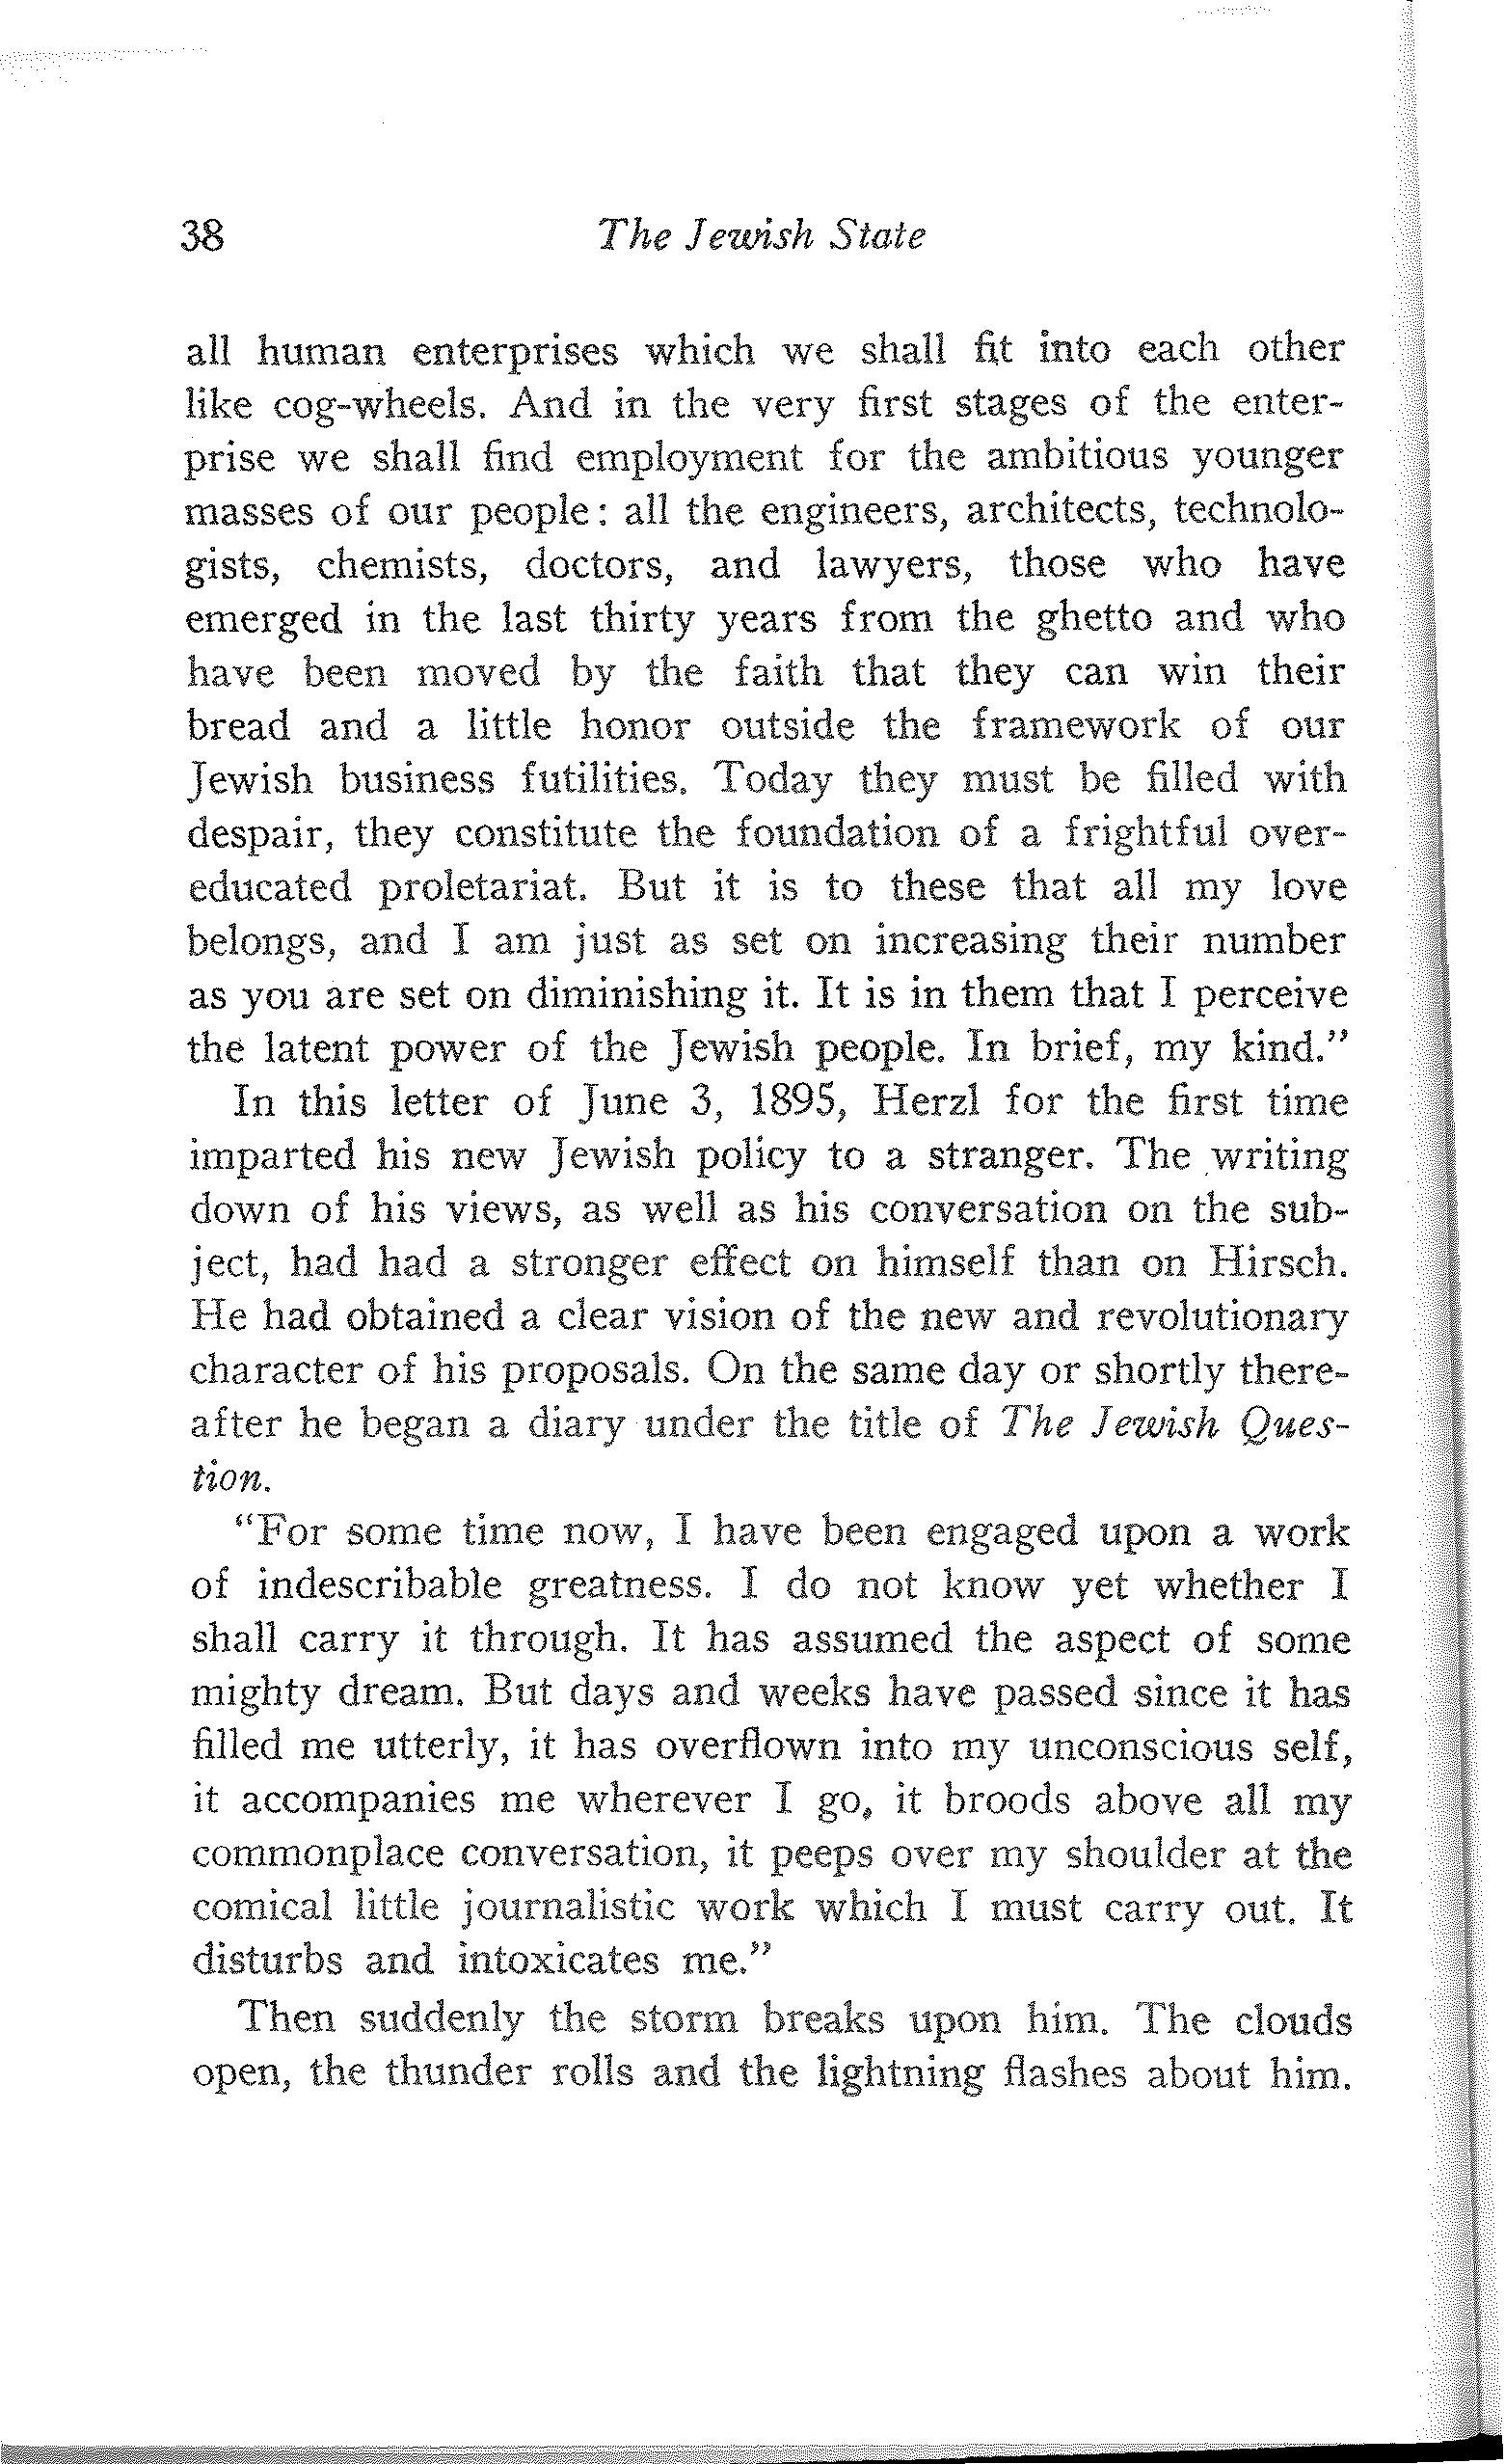 38 The Jewish State
all human enterprises which we shall fit into each other
like cog-wheels. And in the very first stages of the enter-
prise we shall find employment for the ambitious younger
masses of our people: all the engineers, architects, technolo-
gists, chemists, doctors, and lawyers, those who have
emerged in the last thirty years from the ghetto and who
have been moved by the faith that they can win their
bread and a little honor outside the framework of our
Jewish business futilities. Today they must be filled with
despair, they constitute the foundation of a frightful over-
educated proletariat. But it is to these that all my love
belongs, and I am just as set on increasing their number
as you are set on diminishing it. It is in them that I perceive
the latent power of the Jewish people. In brief, my kind.”
In this letter of June 3, 1895, Herzl for the first time
imparted his new Jewish policy to a stranger. The writing
down of his views, as well as his conversation on the sub-
ject, had had a stronger effect on himself than on Hirsch.
He had obtained a clear vision of the new and revolutionary
character of his proposals. On the same day or shortly there-
after he began a diary under the title of The Jewish Ques-
tion.
“For some time now, I have been engaged upon a work
of indescribable greatness. I do not know yet whether I
shall carry it through. It has assumed the aspect of some
mighty dream. But days and weeks have passed since it has
filled me utterly, it has overflown into my unconscious self,
it accompanies me wherever I go, it broods above all my
commonplace conversation, it peeps over my shoulder at the
comical little journalistic work which I must carry out. It
disturbs and intoxicates me.”
Then suddenly the storm breaks upon him. The clouds
open, the thunder rolls and the lightning flashes about him.